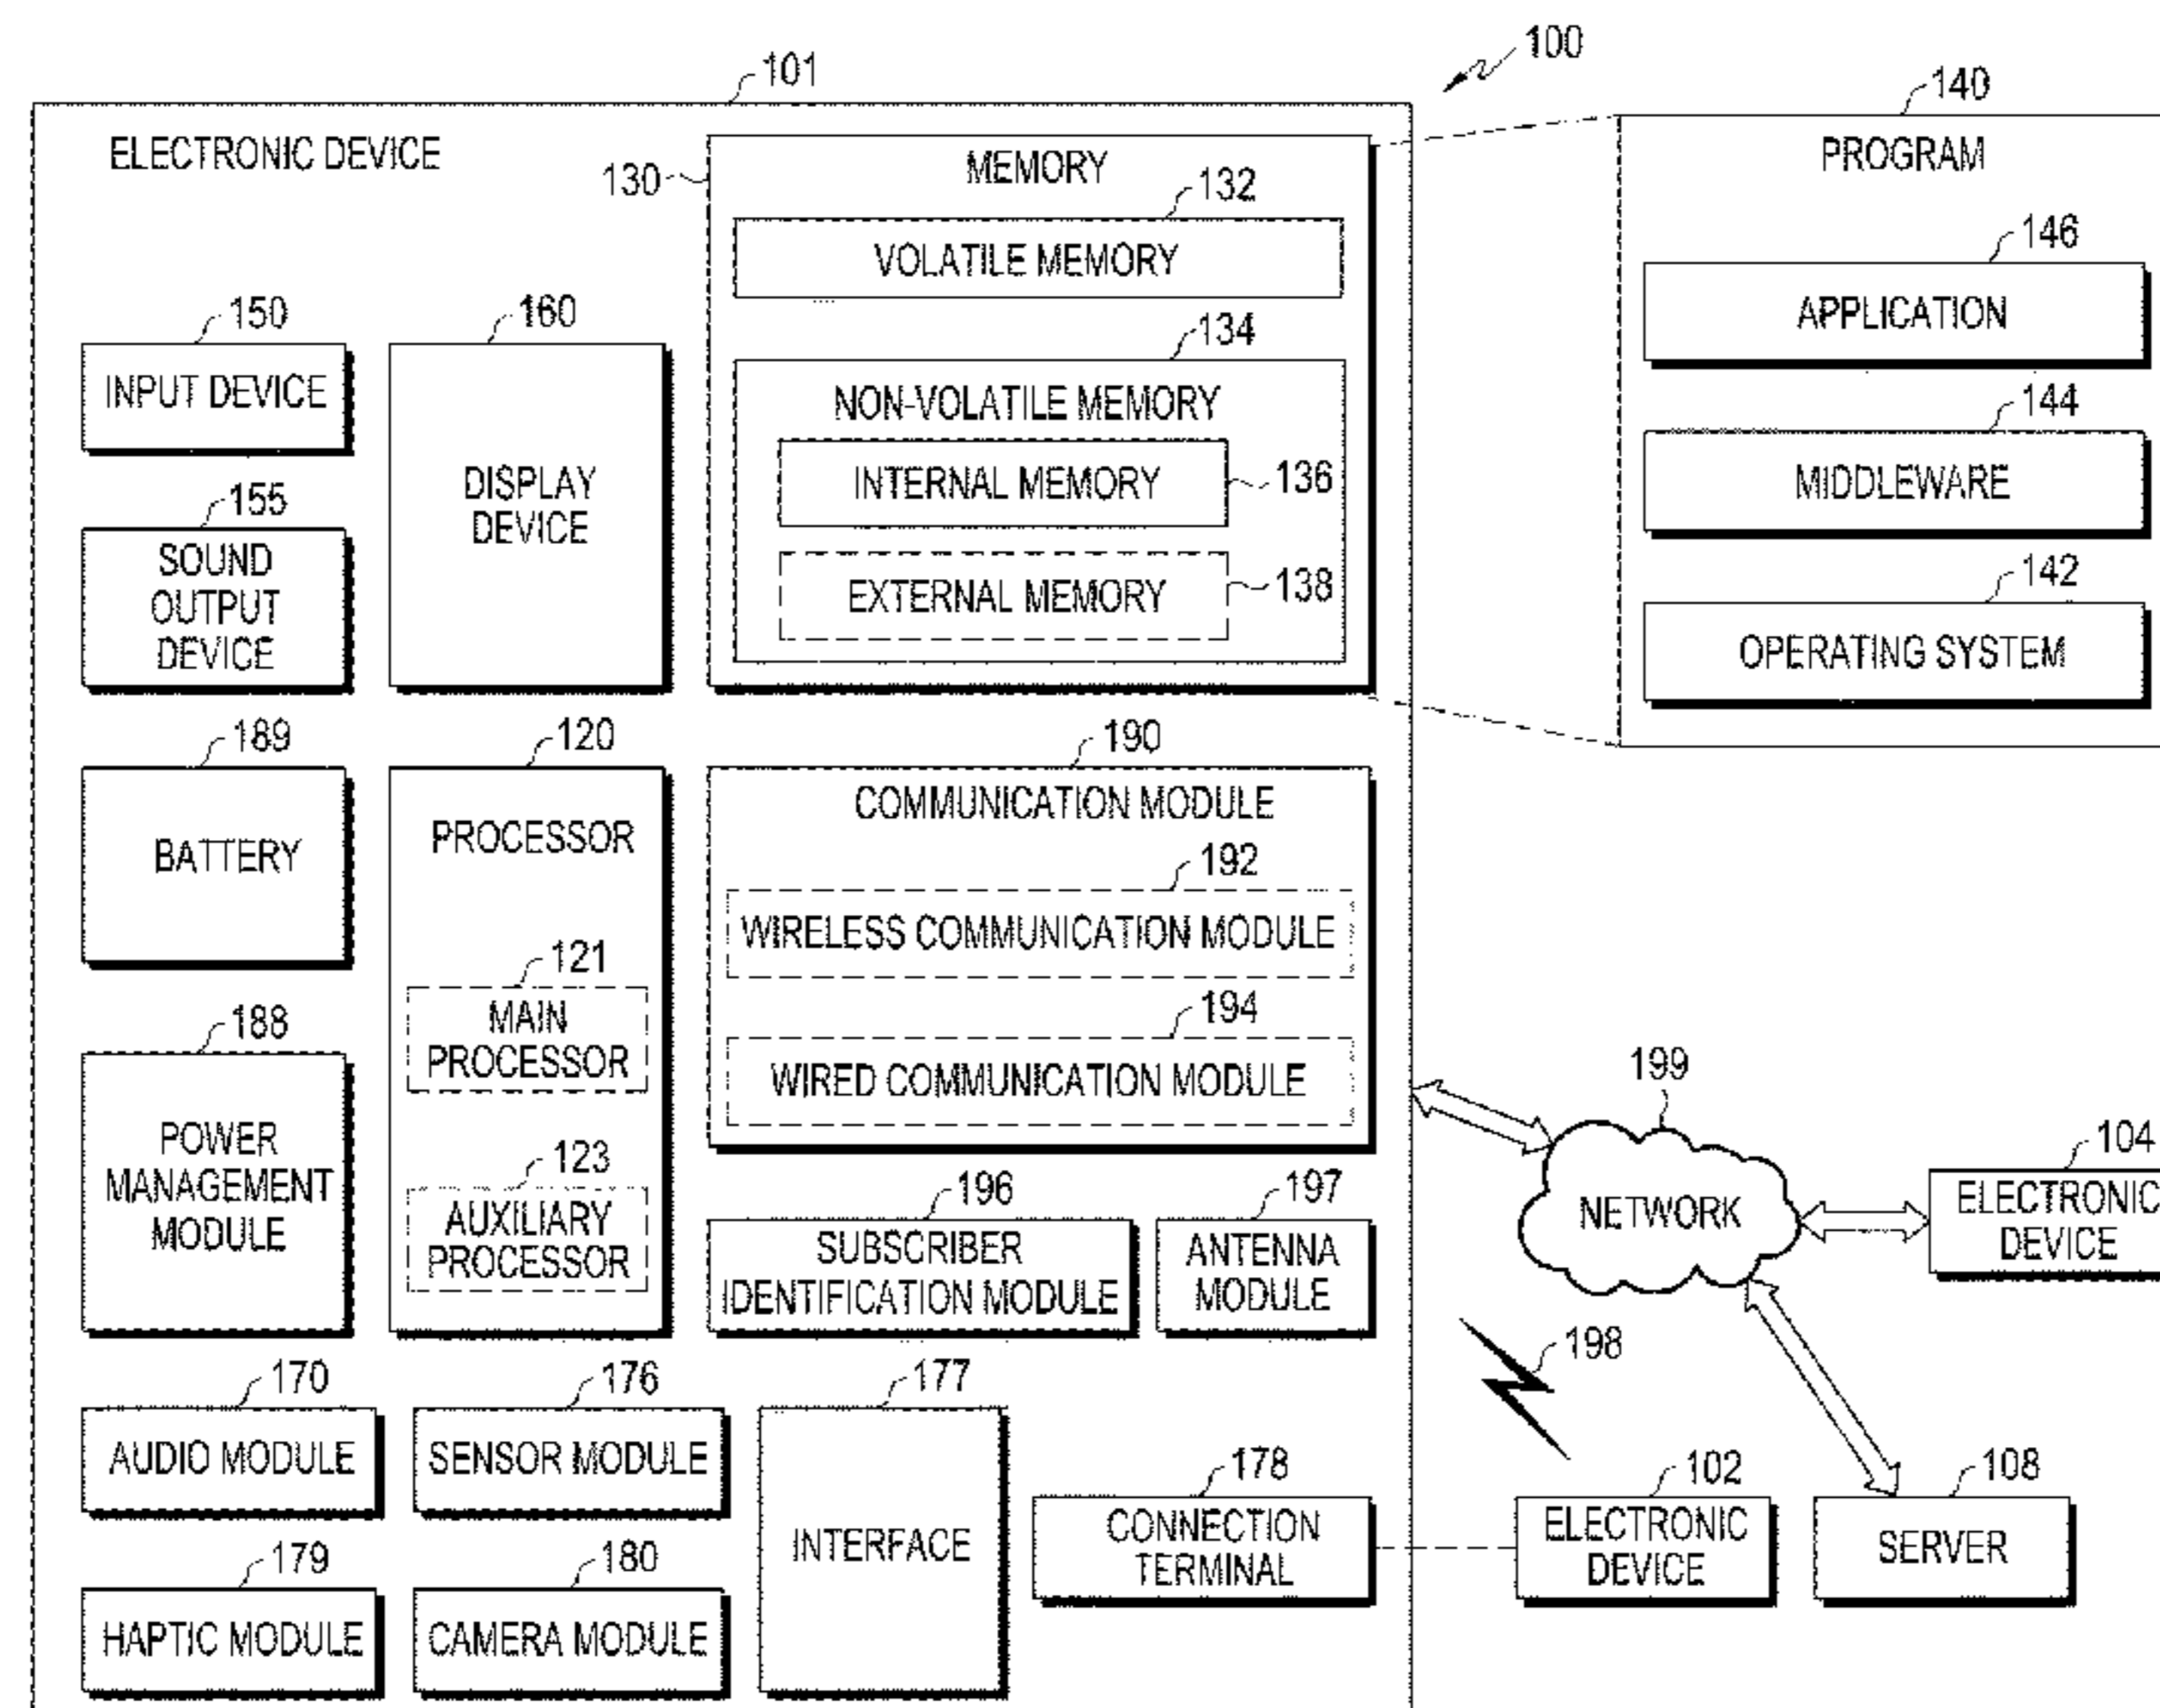 100
101
ELECTRONIC DEVICE
130
MEMORY
132
VOLATILE MEMORY
134
NON-VOLATILE MEMORY
INTERNAL MEMORY
136
EXTERNAL MEMORY
138
140
PROGRAM
146
APPLICATION
144
MIDDLEWARE
142
OPERATING SYSTEM
150
INPUT DEVICE
155
SOUND
OUTPUT
DEVICE
160
DISPLAY
DEVICE
189
BATTERY
188
POWER
MANAGEMENT
MODULE
120
PROCESSOR
121
MAIN
PROCESSOR
123
AUXILIARY
PROCESSOR
190
COMMUNICATION MODULE
192
WIRELESS COMMUNICATION MODULE
194
WIRED COMMUNICATION MODULE
196
SUBSCRIBER
IDENTIFICATION MODULE
197
ANTENNA
MODULE
199
NETWORK
104
ELECTRONIC
DEVICE
198
170
AUDIO MODULE
176
SENSOR MODULE
177
INTERFACE
178
CONNECTION
TERMINAL
102
ELECTRONIC
DEVICE
108
SERVER
179
HAPTIC MODULE
180
CAMERA MODULE